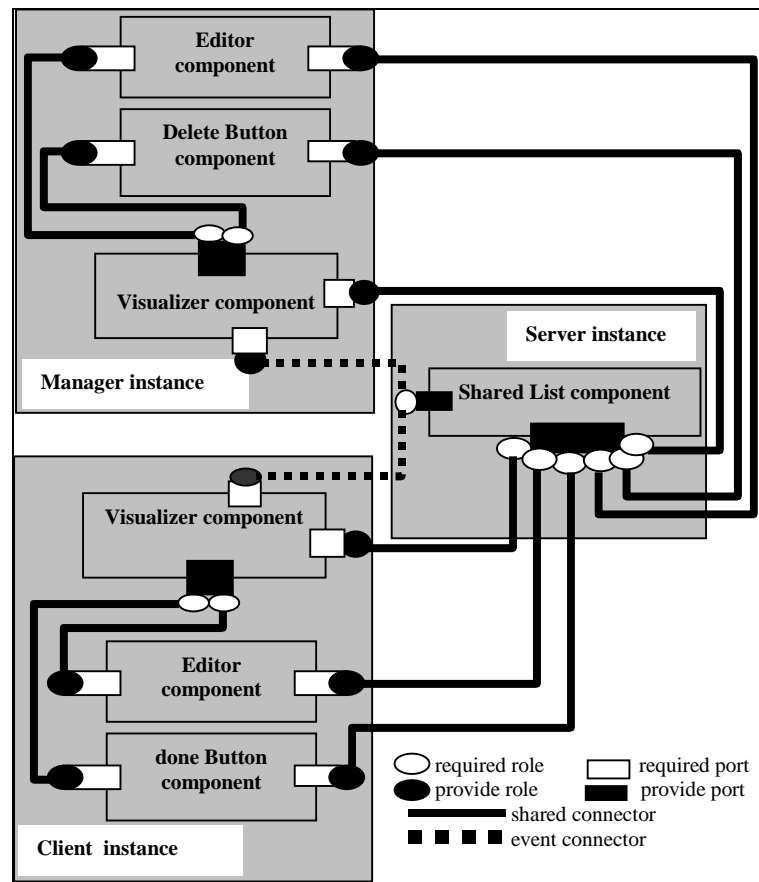 Editor
component
Delete Button
component
Visualizer component
Manager instance
Server instance
Shared List component
Visualizer component
Editor
component
done Button
component
Client instance
required role
required port
provide role
provide port
shared connector
event connector